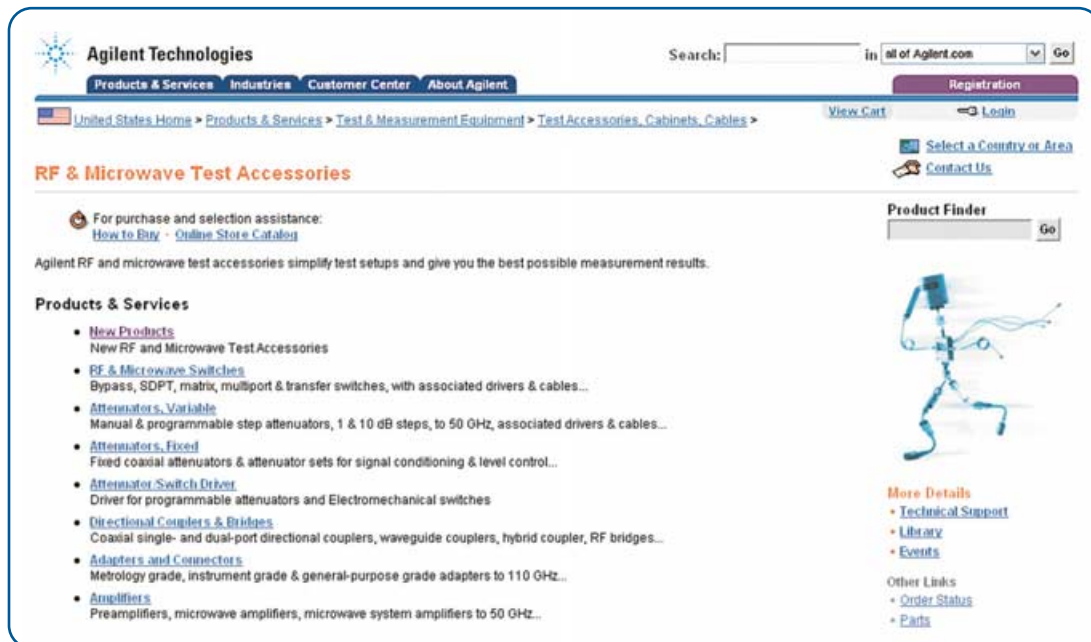 Agilent Technologies
Search:
in all of Agilent.com
Go
Products & Services Industries Customer Center About Agilent
Registration
United States Home > Products & Services > Test & Measurement Equipment > Test Accessories, Cabinets, Cables >
View Cart
Login
Select a Country or Area
Contact Us
RF & Microwave Test Accessories
For purchase and selection assistance:
How to Buy · Online Store Catalog
Product Finder
Go
Agilent RF and microwave test accessories simplify test setups and give you the best possible measurement results.
Products & Services
• New Products
New RF and Microwave Test Accessories
• RF & Microwave Switches
Bypass, SDPT, matrix, multiport & transfer switches, with associated drivers & cables...
• Attenuators, Variable
Manual & programmable step attenuators, 1 & 10 dB steps, to 50 GHz, associated drivers & cables...
• Attenuators, Fixed
Fixed coaxial attenuators & attenuator sets for signal conditioning & level control...
• Attenuator/Switch Driver
Driver for programmable attenuators and Electromechanical switches
• Directional Couplers & Bridges
Coaxial single- and dual-port directional couplers, waveguide couplers, hybrid coupler, RF bridges...
• Adapters and Connectors
Metrology grade, instrument grade & general-purpose grade adapters to 110 GHz...
• Amplifiers
Preamplifiers, microwave amplifiers, microwave system amplifiers to 50 GHz...
More Details
• Technical Support
• Library
• Events
Other Links
• Order Status
• Parts